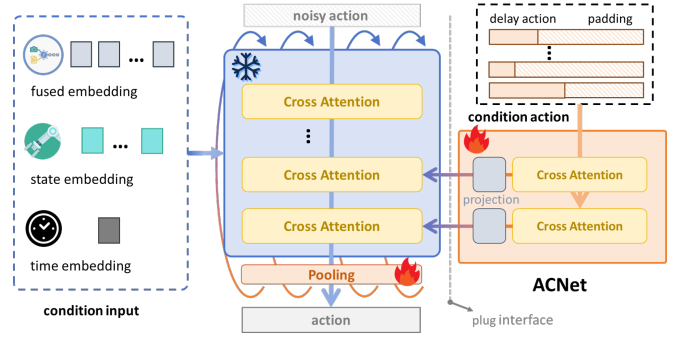 fused embedding
state embedding
time embedding
condition input
noisy action
Cross Attention
Cross Attention
Cross Attention
Pooling
action
delay action padding
condition action
projection
Cross Attention
Cross Attention
ACNet
plug interface